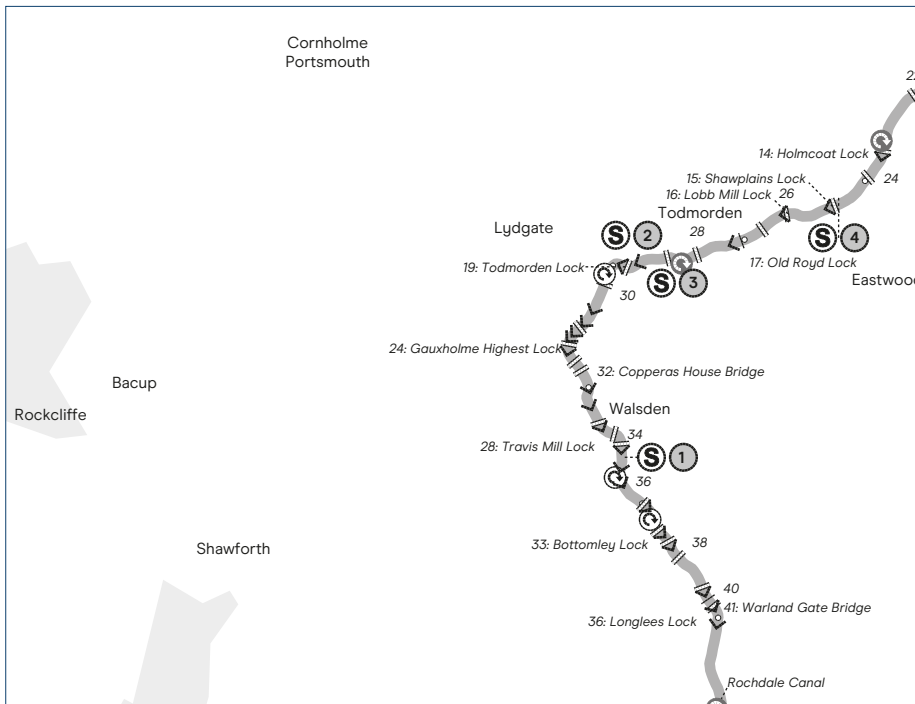 Cornholme
Portsmouth
14: Holmcoat Lock
24
15: Shawplains Lock
16: Lobb Mill Lock
26
Todmorden
Lydgate
S 2
28
S 4
17: Old Royd Lock
19: Todmorden Lock
S 3
Eastwood
30
24: Gauxholme Highest Lock
32: Copperas House Bridge
Bacup
Rockcliffe
Walsden
34
28: Travis Mill Lock
S 1
36
33: Bottomley Lock
38
Shawforth
40
41: Warland Gate Bridge
36: Longlees Lock
Rochdale Canal